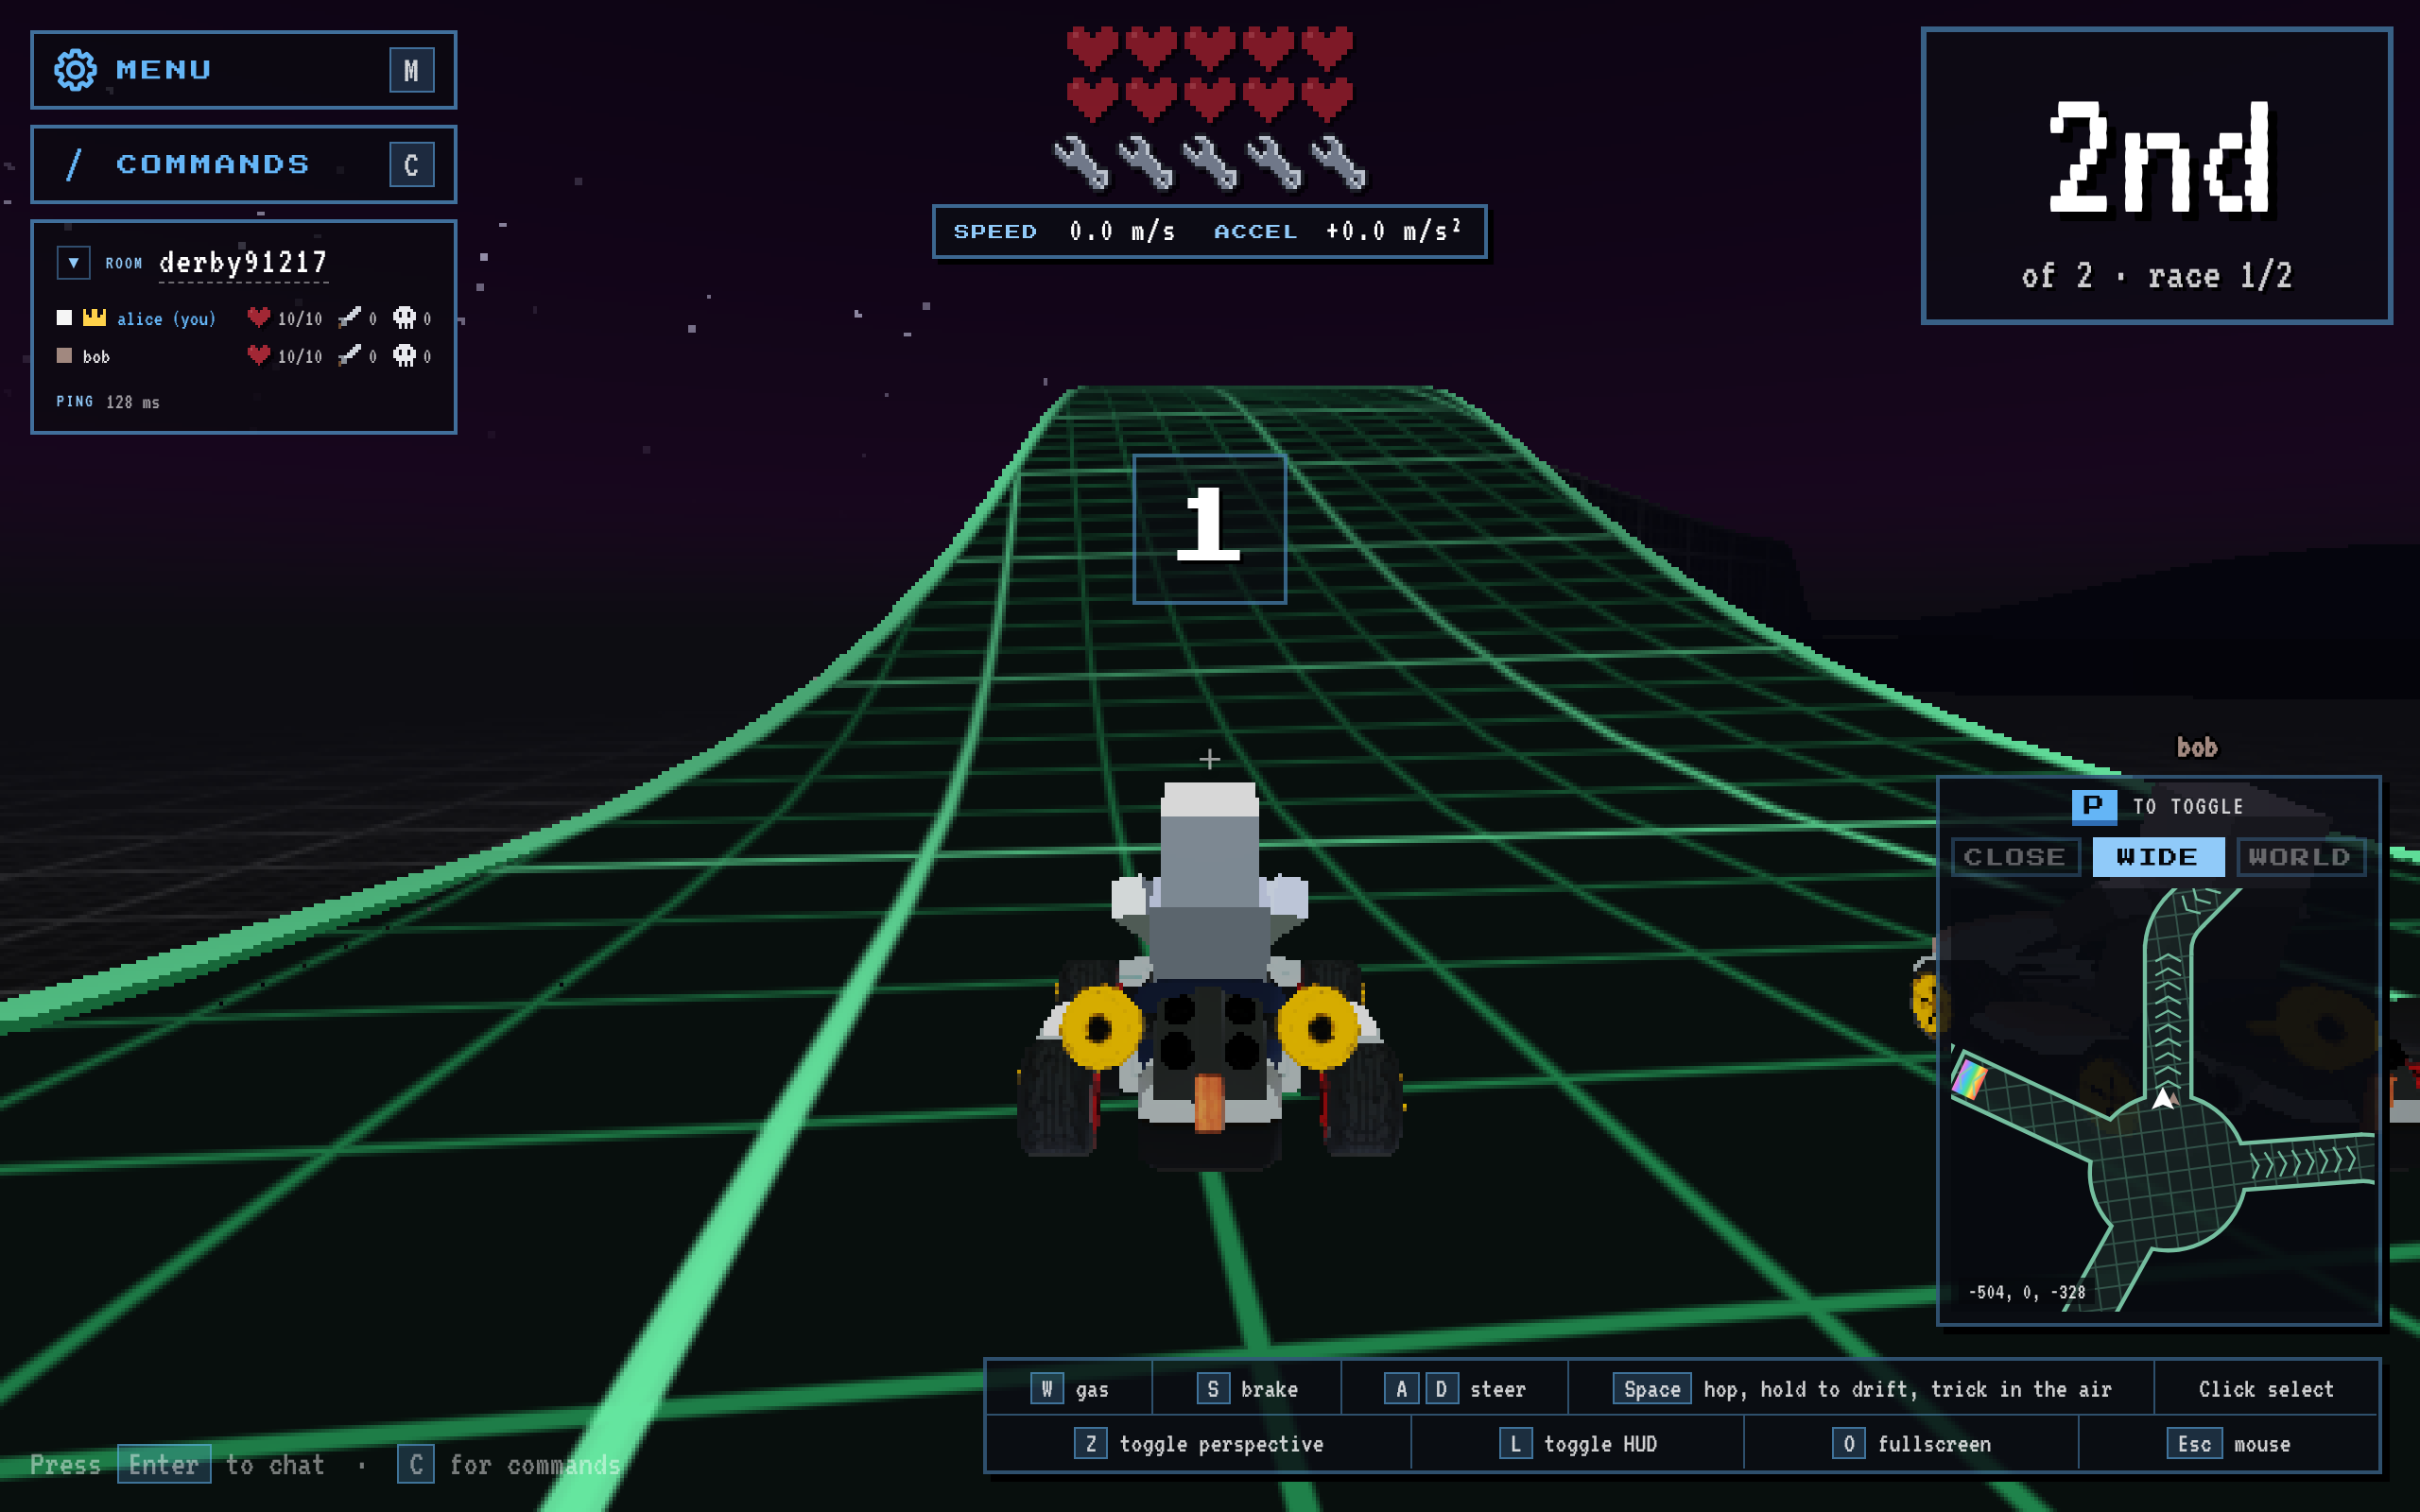 MENU M
/ COMMANDS C
▼ ROOM derby91217
alice (you) 10/10 0 0
bob 10/10 0 0
PING 128 ms
SPEED 0.0 m/s ACCEL +0.0 m/s²
2nd
of 2 · race 1/2
1
bob
P TO TOGGLE
CLOSE WIDE WORLD
-504, 0, -328
W gas S brake A D steer Space hop, hold to drift, trick in the air Click select
Z toggle perspective L toggle HUD O fullscreen Esc mouse
Press Enter to chat · C for commands